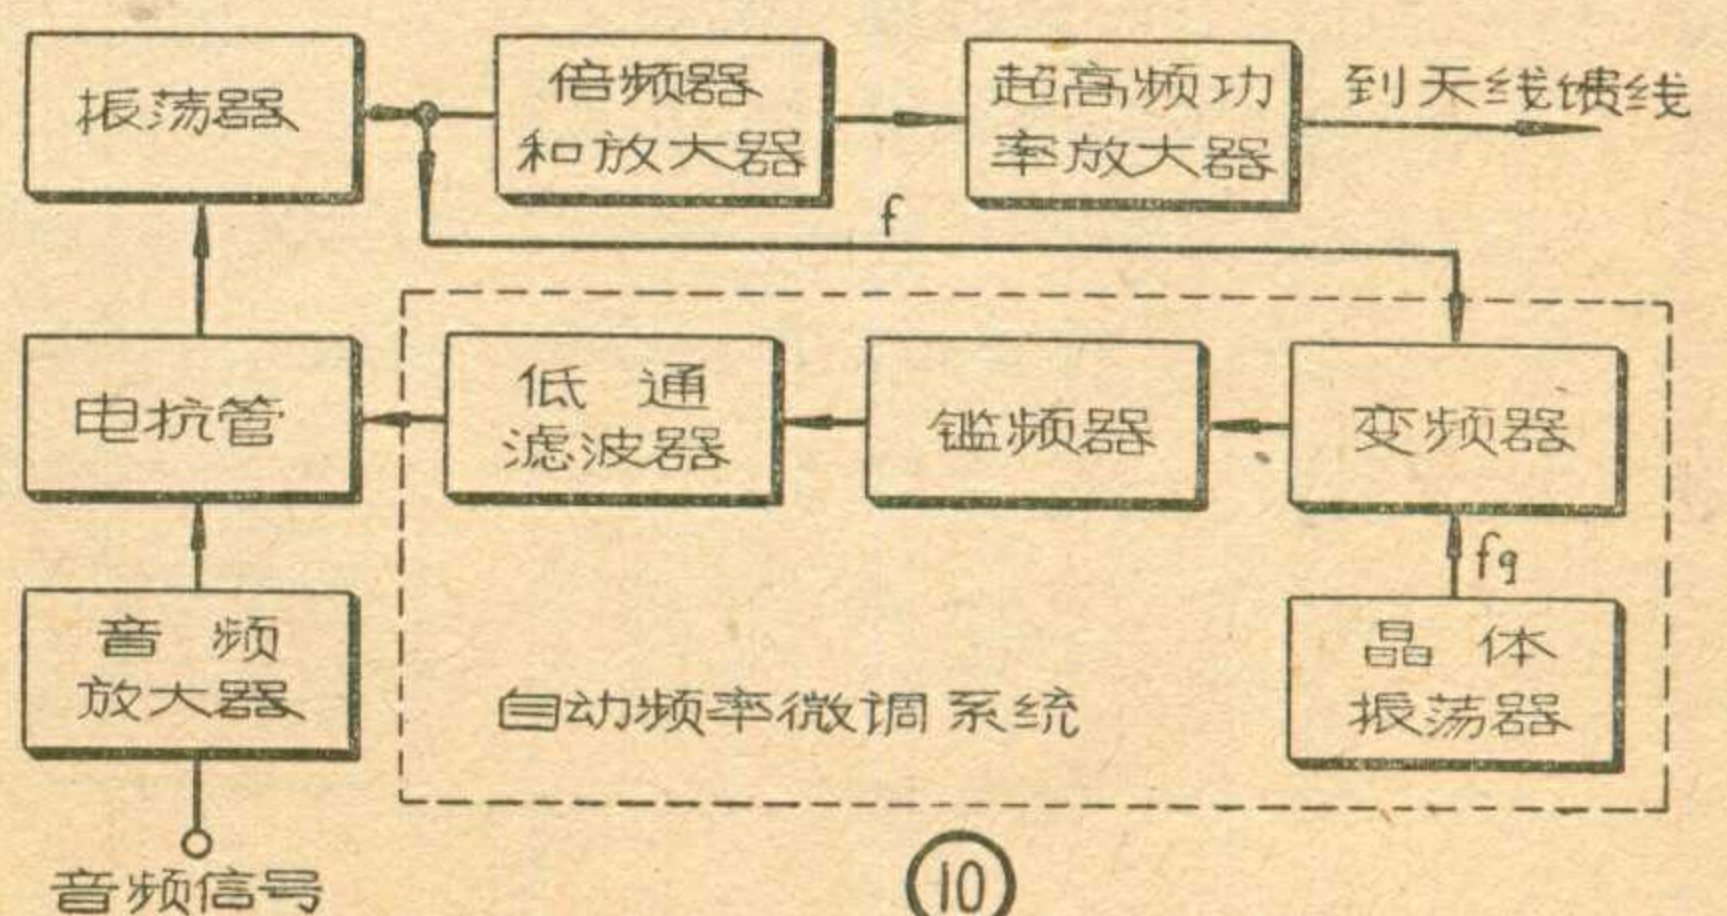 振荡器
倍频器
和放大器
超高频功
率放大器
到天线馈线
f
电抗管
低 通
滤波器
鑑频器
变频器
fg
音 频
放大器
自动频率微调系统
晶 体
振荡器
音频信号
10